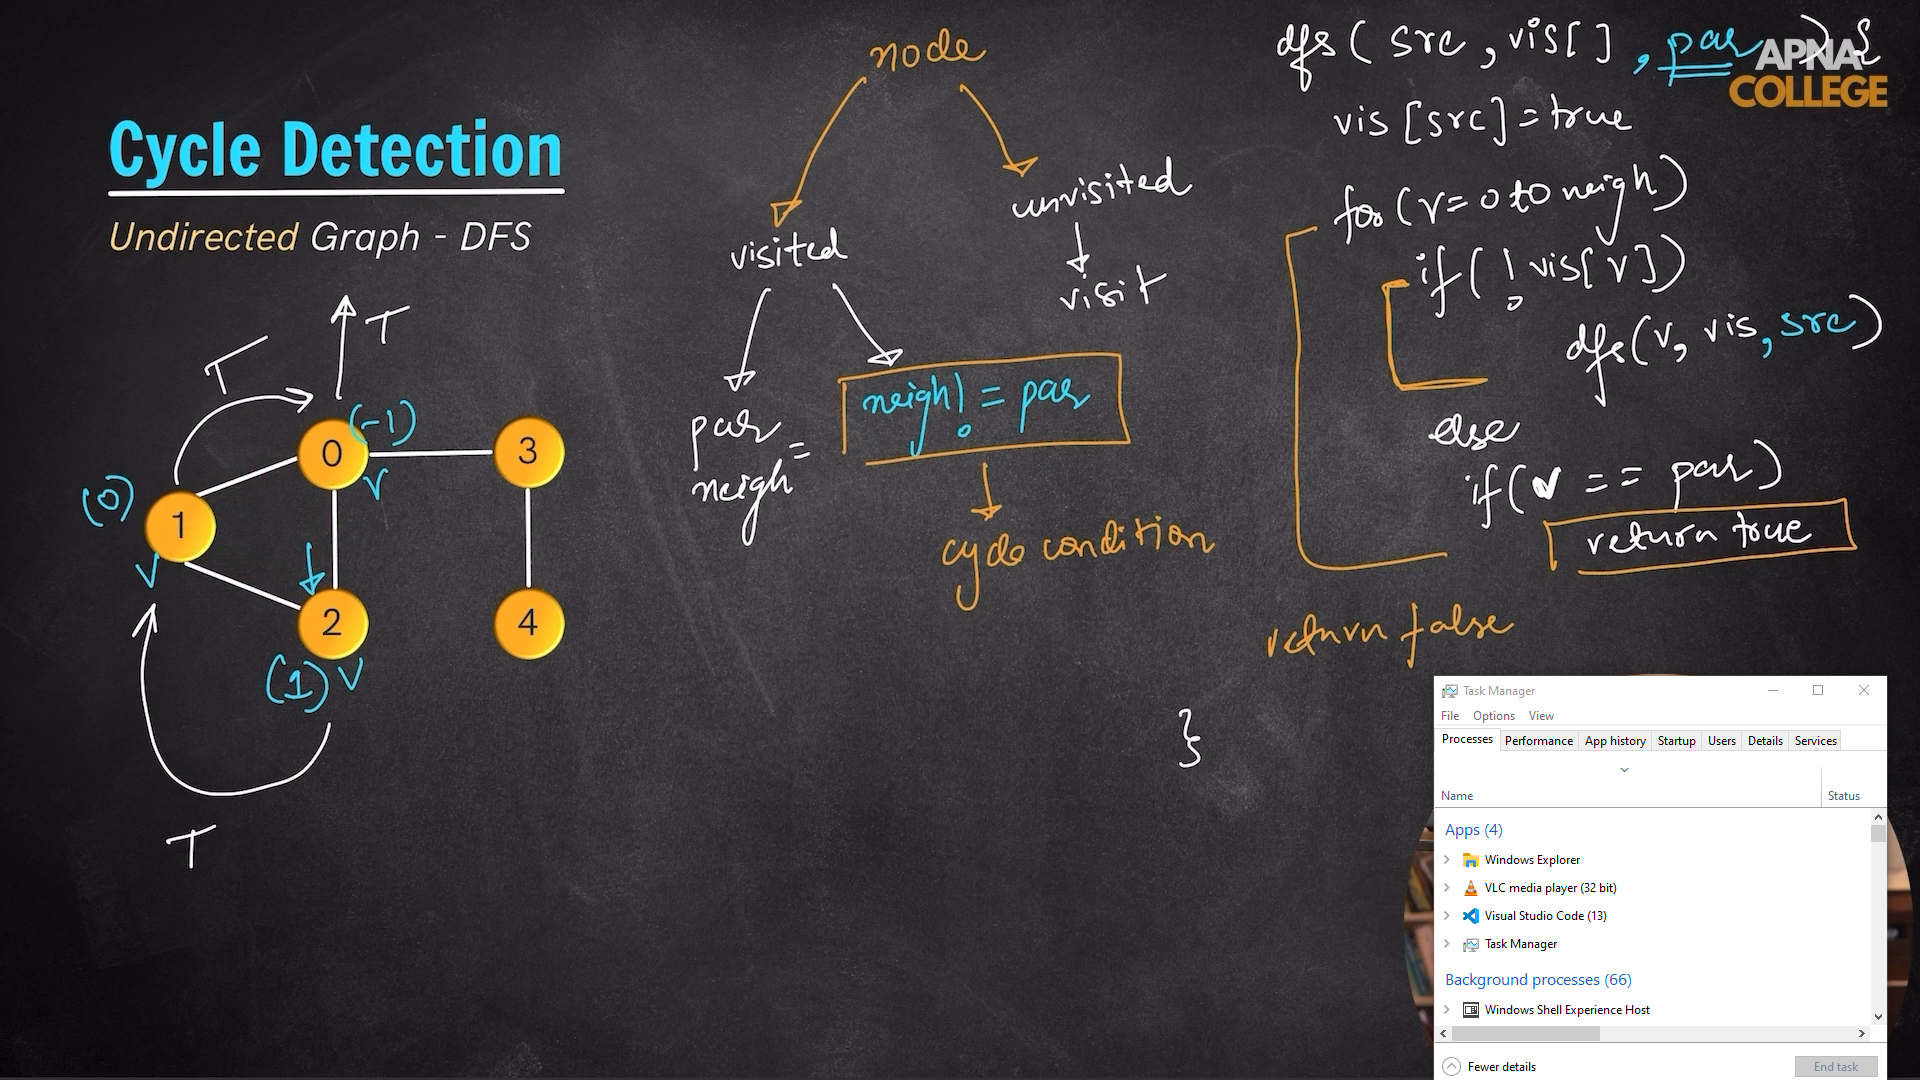 Cycle Detection
Undirected Graph - DFS
T
T
(-1)
0
v
3
(0)
1
v
2
(1) v
4
T
node
visited
unvisited
visit
par
=
neigh
neigh != par
cycle condition
dfs( src, vis[], par ) {
APNA
COLLEGE
vis[src]=true
for(v=0 to neigh)
if(!vis[v])
dfs(v, vis, src)
else
if(v == par)
return true
return false
}
Task Manager
File Options View
Processes Performance App history Startup Users Details Services
Name Status
Apps (4)
Windows Explorer
VLC media player (32 bit)
Visual Studio Code (13)
Task Manager
Background processes (66)
Windows Shell Experience Host
Fewer details End task